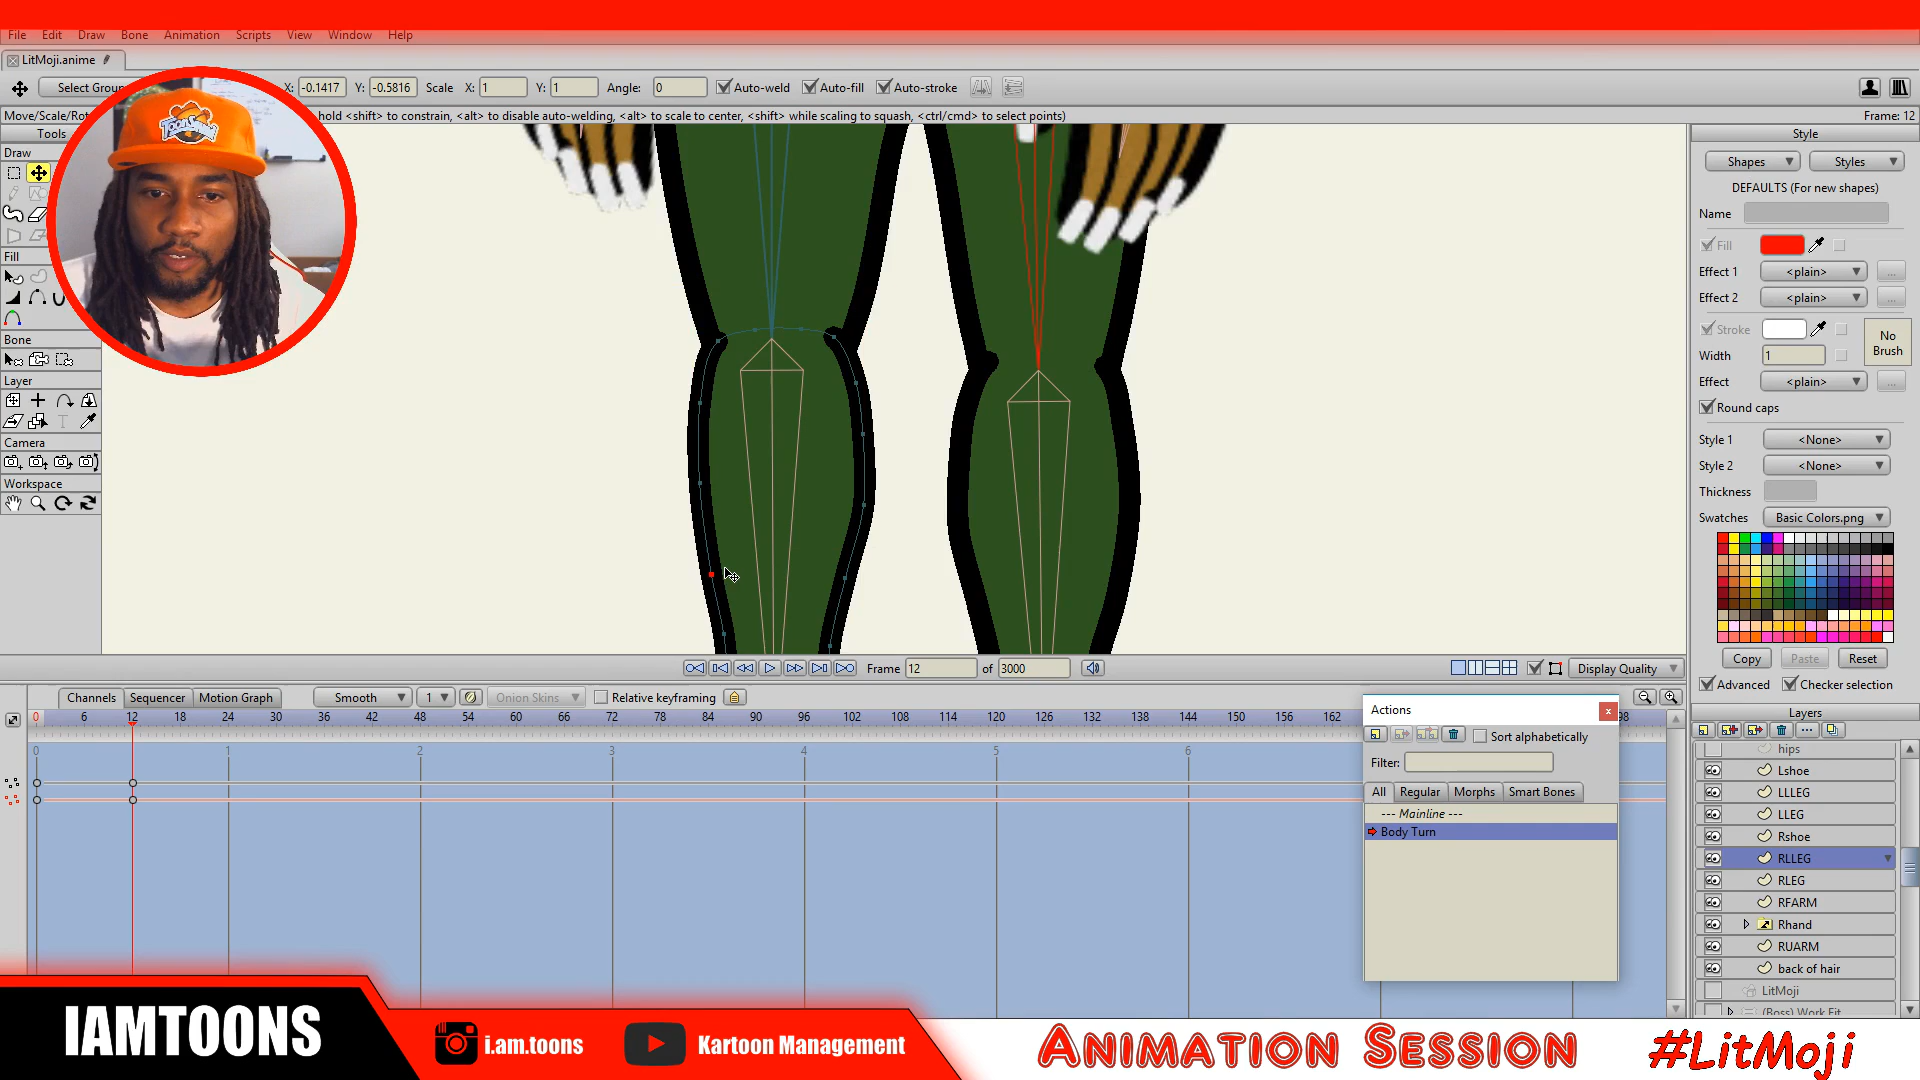 File Edit Draw Bone Animation Scripts View Window Help
LitMoji.anime
Select Group X: -0.1417 Y: -0.5816 Scale X: 1 Y: 1 Angle: 0 Auto-weld Auto-fill Auto-stroke
Move/Scale/Rot hold <shift> to constrain, <alt> to disable auto-welding, <alt> to scale to center, <shift> while scaling to squash, <ctrl/cmd> to select points) Frame: 12
Tools
Draw
Fill
Bone
Layer
Camera
Workspace
TOON SQUAD
Style
Shapes Styles
DEFAULTS (For new shapes)
Name
Fill
Effect 1 <plain> ...
Effect 2 <plain> ...
Stroke
No Brush
Width 1
Effect <plain> ...
Round caps
Style 1 <None>
Style 2 <None>
Thickness
Swatches Basic Colors.png
Copy Paste Reset
Advanced Checker selection
Frame 12 of 3000 Display Quality
Channels Sequencer Motion Graph Smooth 1 Onion Skins Relative keyframing
0 6 12 18 24 30 36 42 48 54 60 66 72 78 84 90 96 102 108 114 120 126 132 138 144 150 156 162 98
0 1 2 3 4 5 6
Actions
Sort alphabetically
Filter:
All Regular Morphs Smart Bones
--- Mainline ---
Body Turn
Layers
hips
Lshoe
LLLEG
LLEG
Rshoe
RLLEG
RLEG
RFARM
Rhand
RUARM
back of hair
LitMoji
(Boss) Work Fit
IAMTOONS
i.am.toons
Kartoon Management
Animation Session
#LitMoji